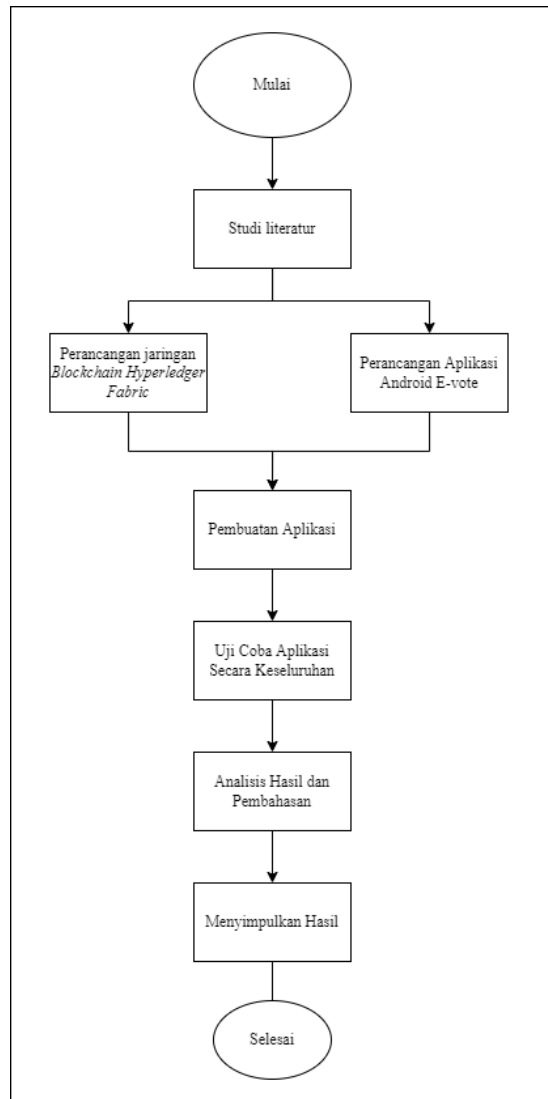 Mulai
Studi literatur
Perancangan jaringan
Blockchain Hyperledger
Fabric
Perancangan Aplikasi
Android E-vote
Pembuatan Aplikasi
Uji Coba Aplikasi
Secara Keseluruhan
Analisis Hasil dan
Pembahasan
Menyimpulkan Hasil
Selesai